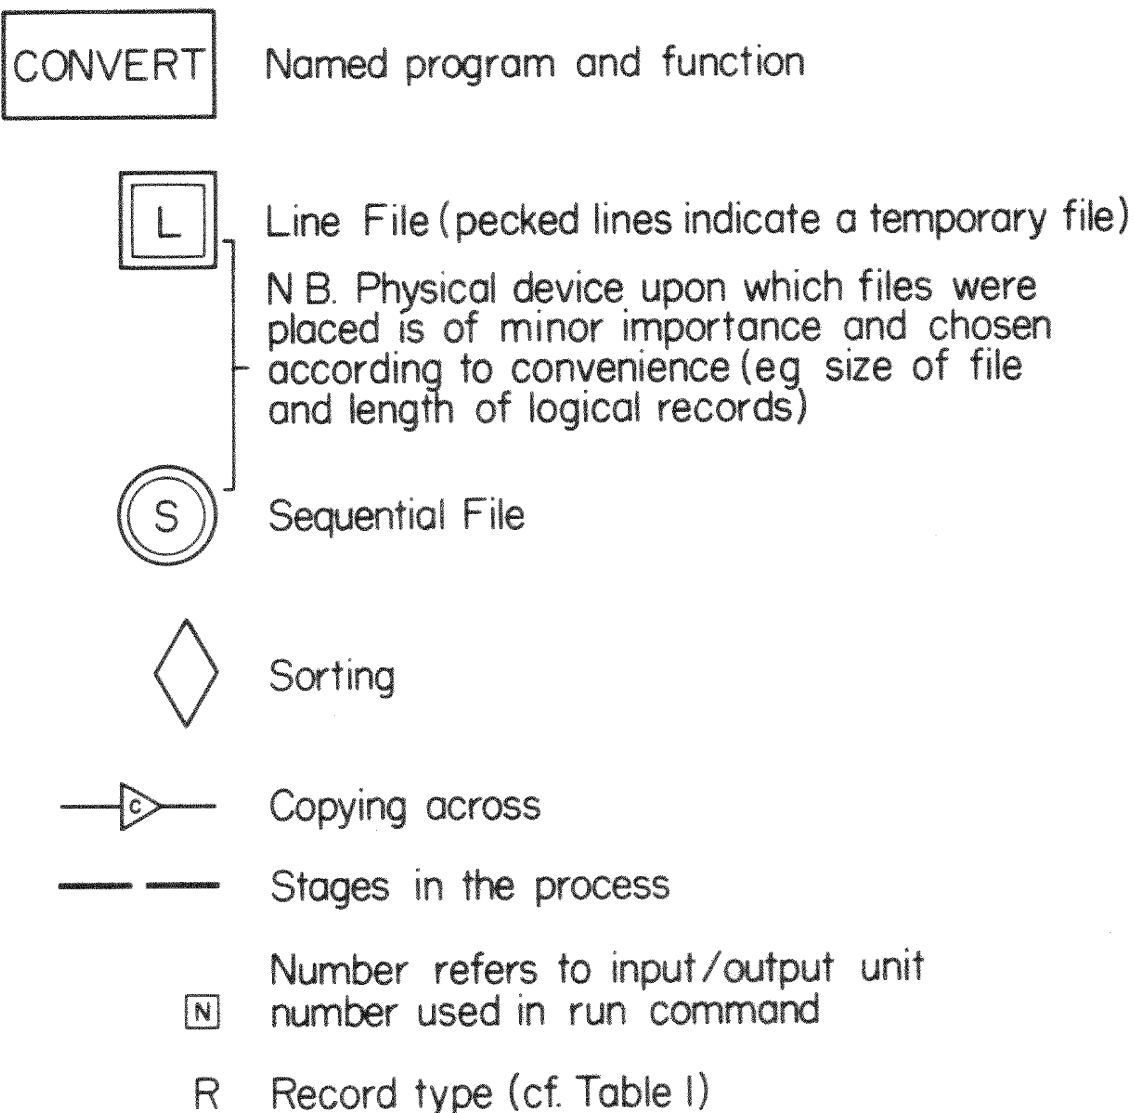 CONVERT Named program and function
L Line File (pecked lines indicate a temporary file)
N B. Physical device upon which files were
placed is of minor importance and chosen
according to convenience (eg size of file
and length of logical records)
S Sequential File
Sorting
C Copying across
Stages in the process
Number refers to input/output unit
N number used in run command
R Record type (cf. Table I)